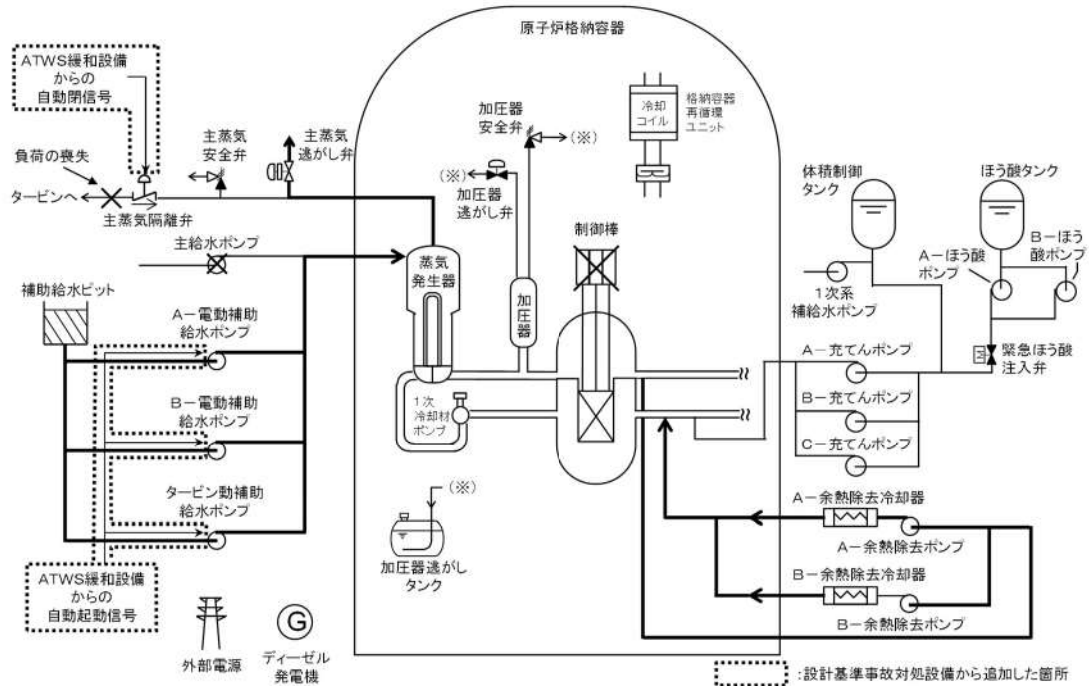 原子炉格納容器
ATWS緩和設備
からの
自動閉信号
負荷の喪失
タービンへ
主蒸気隔離弁
主蒸気
安全弁
主蒸気
逃がし弁
加圧器
安全弁
(※)
(※)
加圧器
逃がし弁
冷却
コイル
格納容器
再循環
ユニット
体積制御
タンク
ほう酸タンク
A-ほう酸
ポンプ
B-ほう
酸ポンプ
1次系
補給水ポンプ
緊急ほう酸
注入弁
主給水ポンプ
蒸気
発生器
加圧器
制御棒
補助給水ピット
A-電動補助
給水ポンプ
B-電動補助
給水ポンプ
タービン動補助
給水ポンプ
1次
冷却材
ポンプ
A-充てんポンプ
B-充てんポンプ
C-充てんポンプ
(※)
加圧器逃がし
タンク
A-余熱除去冷却器
A-余熱除去ポンプ
B-余熱除去冷却器
B-余熱除去ポンプ
ATWS緩和設備
からの
自動起動信号
外部電源
G
ディーゼル
発電機
:設計基準事故対処設備から追加した箇所